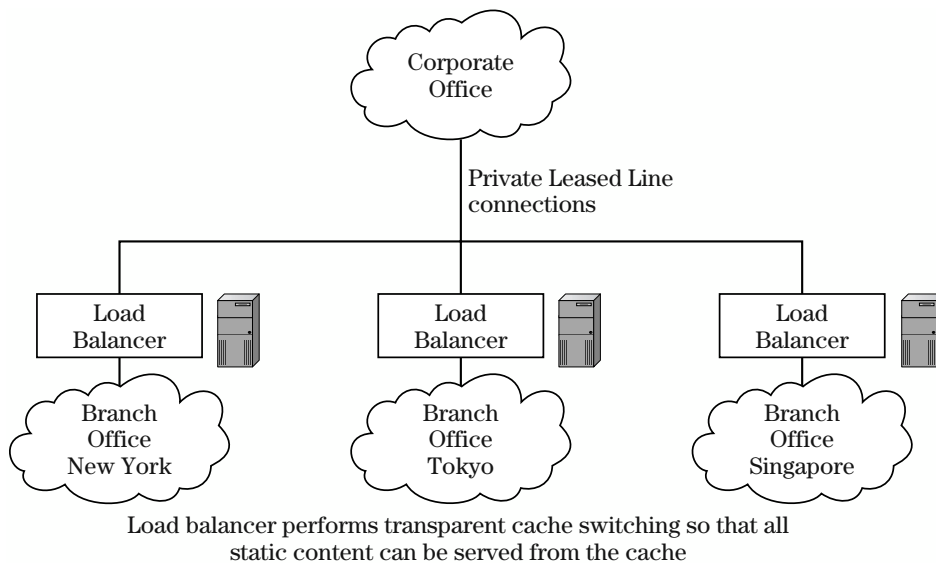 Corporate
Office
Private Leased Line
connections
Load
Balancer
Load
Balancer
Load
Balancer
Branch
Office
New York
Branch
Office
Tokyo
Branch
Office
Singapore
Load balancer performs transparent cache switching so that all
static content can be served from the cache